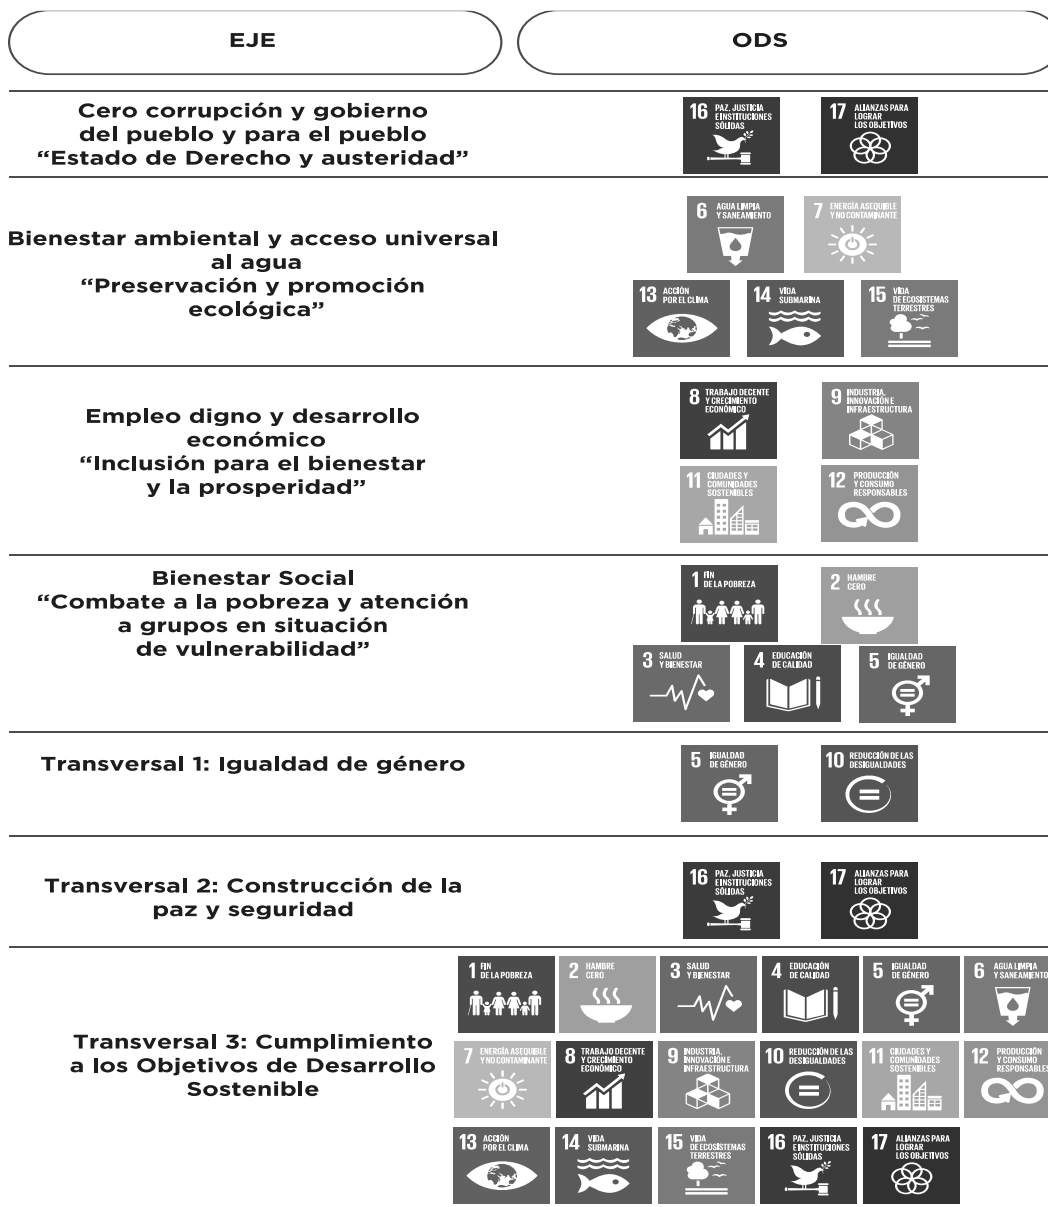 EJE
ODS
Cero corrupción y gobierno
del pueblo y para el pueblo
“Estado de Derecho y austeridad”
16 PAZ, JUSTICIA
E INSTITUCIONES
SÓLIDAS
17 ALIANZAS PARA
LOGRAR
LOS OBJETIVOS
Bienestar ambiental y acceso universal
al agua
“Preservación y promoción
ecológica”
6 AGUA LIMPIA
Y SANEAMIENTO
7 ENERGÍA ASEQUIBLE
Y NO CONTAMINANTE
13 ACCIÓN
POR EL CLIMA
14 VIDA
SUBMARINA
15 VIDA
DE ECOSISTEMAS
TERRESTRES
Empleo digno y desarrollo
económico
“Inclusión para el bienestar
y la prosperidad”
8 TRABAJO DECENTE
Y CRECIMIENTO
ECONÓMICO
9 INDUSTRIA,
INNOVACIÓN E
INFRAESTRUCTURA
11 CIUDADES Y
COMUNIDADES
SOSTENIBLES
12 PRODUCCIÓN
Y CONSUMO
RESPONSABLES
Bienestar Social
“Combate a la pobreza y atención
a grupos en situación
de vulnerabilidad”
1 FIN
DE LA POBREZA
2 HAMBRE
CERO
3 SALUD
Y BIENESTAR
4 EDUCACIÓN
DE CALIDAD
5 IGUALDAD
DE GÉNERO
Transversal 1: Igualdad de género
5 IGUALDAD
DE GÉNERO
10 REDUCCIÓN DE LAS
DESIGUALDADES
Transversal 2: Construcción de la
paz y seguridad
16 PAZ, JUSTICIA
E INSTITUCIONES
SÓLIDAS
17 ALIANZAS PARA
LOGRAR
LOS OBJETIVOS
Transversal 3: Cumplimiento
a los Objetivos de Desarrollo
Sostenible
1 FIN
DE LA POBREZA
2 HAMBRE
CERO
3 SALUD
Y BIENESTAR
4 EDUCACIÓN
DE CALIDAD
5 IGUALDAD
DE GÉNERO
6 AGUA LIMPIA
Y SANEAMIENTO
7 ENERGÍA ASEQUIBLE
Y NO CONTAMINANTE
8 TRABAJO DECENTE
Y CRECIMIENTO
ECONÓMICO
9 INDUSTRIA,
INNOVACIÓN E
INFRAESTRUCTURA
10 REDUCCIÓN DE LAS
DESIGUALDADES
11 CIUDADES Y
COMUNIDADES
SOSTENIBLES
12 PRODUCCIÓN
Y CONSUMO
RESPONSABLES
13 ACCIÓN
POR EL CLIMA
14 VIDA
SUBMARINA
15 VIDA
DE ECOSISTEMAS
TERRESTRES
16 PAZ, JUSTICIA
E INSTITUCIONES
SÓLIDAS
17 ALIANZAS PARA
LOGRAR
LOS OBJETIVOS